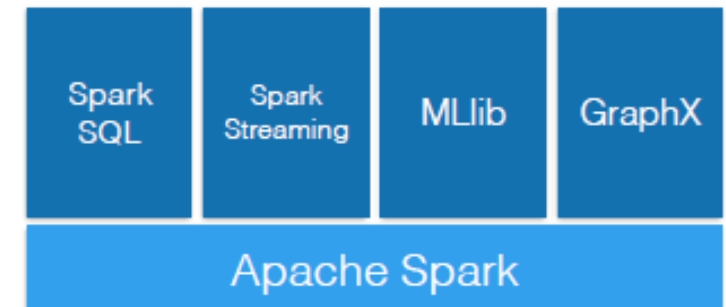 Spark
SQL
Spark
Streaming
MLlib
GraphX
Apache Spark